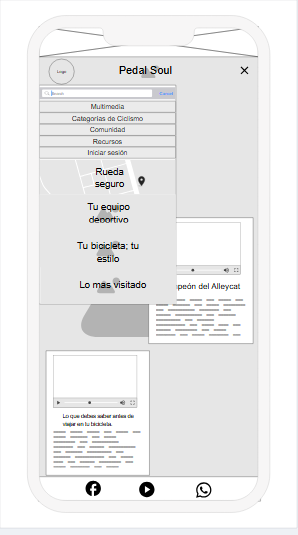 Logo
Pedal Soul
Buscar
Cancel
Multimedia
Categorías de Ciclismo
Comunidad
Recursos
Iniciar sesión
Rueda
seguro
Tu equipo
deportivo
Tu bicicleta; tu
estilo
Lo más visitado
peón del Alleycat
Lo que debes saber antes de
viajar en tu bicicleta.